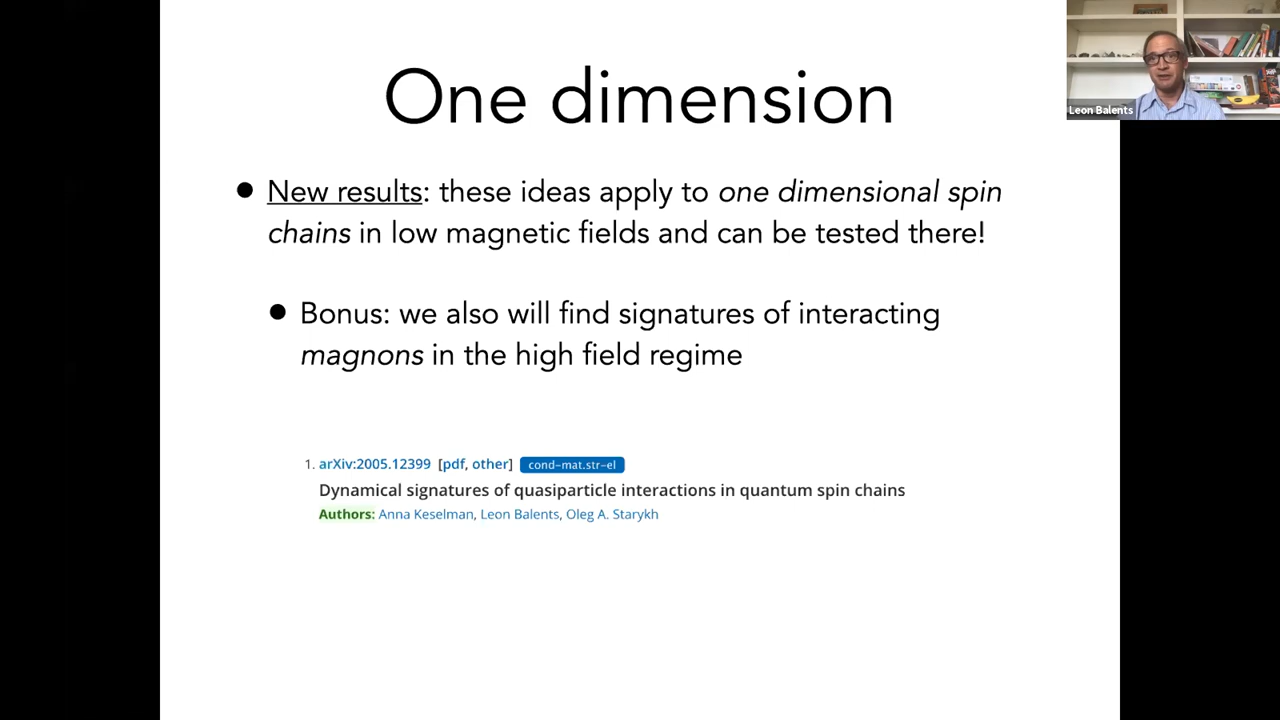 One dimension
Leon Balents
• New results: these ideas apply to one dimensional spin
chains in low magnetic fields and can be tested there!
• Bonus: we also will find signatures of interacting
magnons in the high field regime
1. arXiv:2005.12399 [pdf, other] cond-mat.str-el
Dynamical signatures of quasiparticle interactions in quantum spin chains
Authors: Anna Keselman, Leon Balents, Oleg A. Starykh